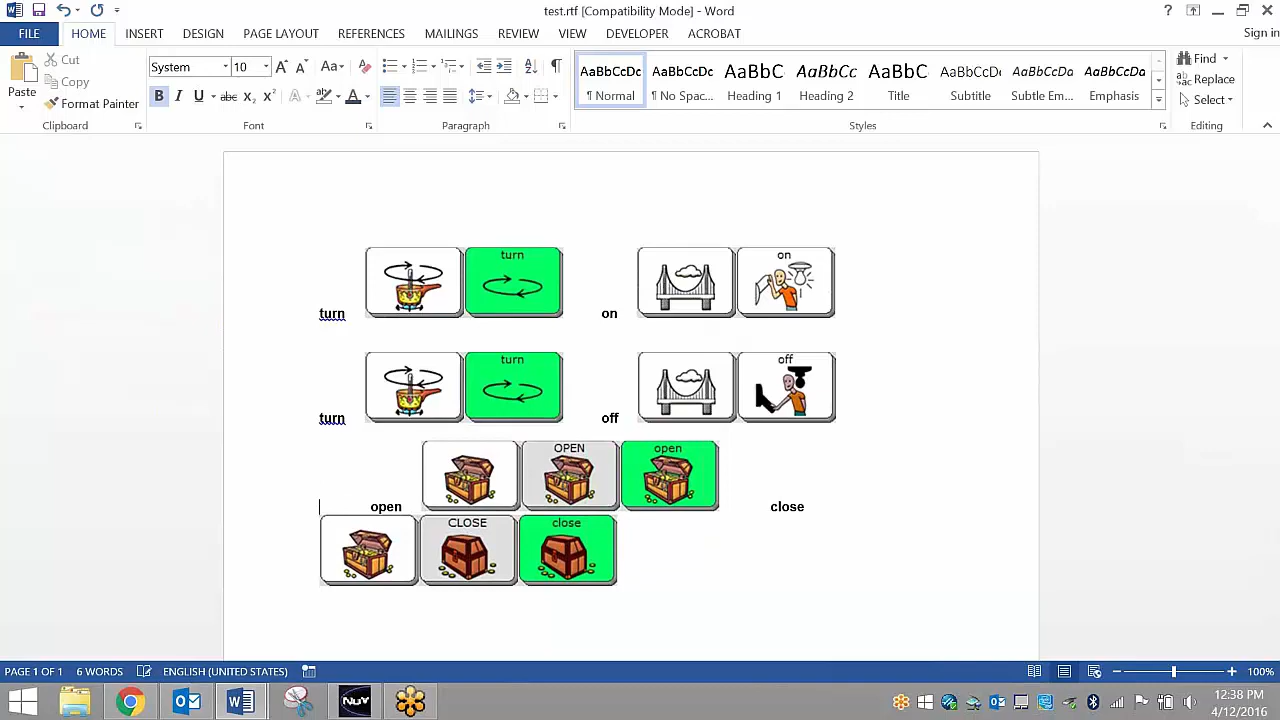 test.rtf [Compatibility Mode] - Word
?
Sign in
FILE HOME INSERT DESIGN PAGE LAYOUT REFERENCES MAILINGS REVIEW VIEW DEVELOPER ACROBAT
Paste
Cut
Copy
Format Painter
Clipboard
System 10
Font
Paragraph
AaBbCcDc AaBbCcDc AaBbC AaBbCc AaBbC AaBbCcDc AaBbCcDa AaBbCcDa
¶ Normal ¶ No Spac... Heading 1 Heading 2 Title Subtitle Subtle Em... Emphasis
Styles
Find
Replace
Select
Editing
turn on
turn on
turn off
turn off
OPEN open
open close
CLOSE close
PAGE 1 OF 1 6 WORDS ENGLISH (UNITED STATES) 100%
NUV
12:38 PM
4/12/2016